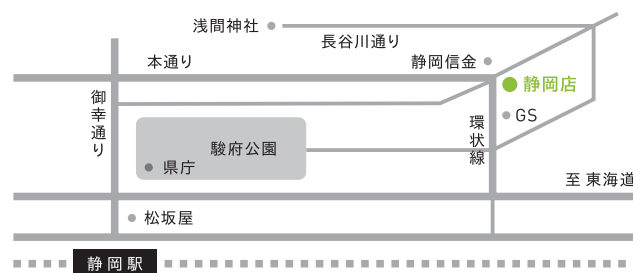 浅間神社
長谷川通り
本通り
静岡信金
静岡店
御幸通り
GS
環状線
駿府公園
県庁
至 東海道
松坂屋
静岡駅